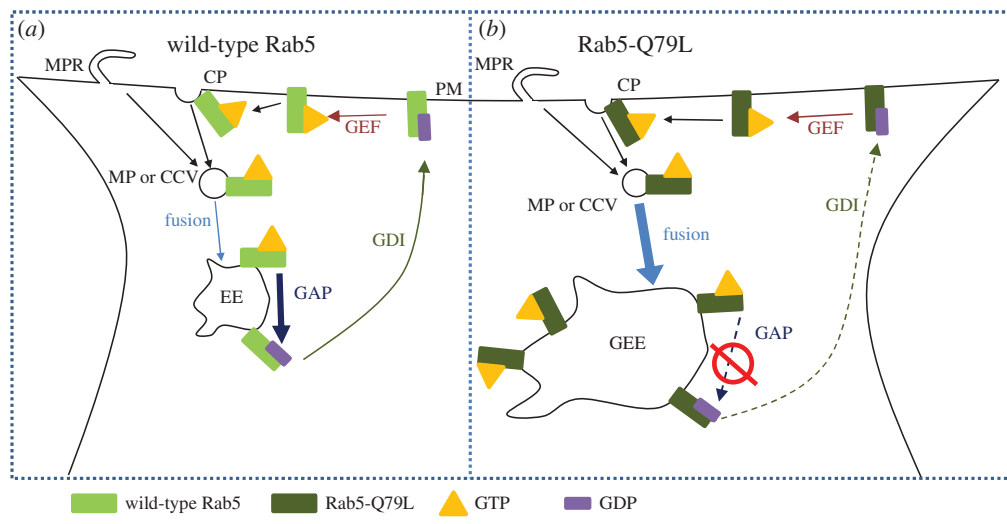 (a)
wild-type Rab5
MPR
CP
PM
GEF
MP or CCV
fusion
GDI
EE
GAP
(b)
Rab5-Q79L
MPR
CP
GEF
MP or CCV
fusion
GDI
GEE
GAP
wild-type Rab5
Rab5-Q79L
GTP
GDP